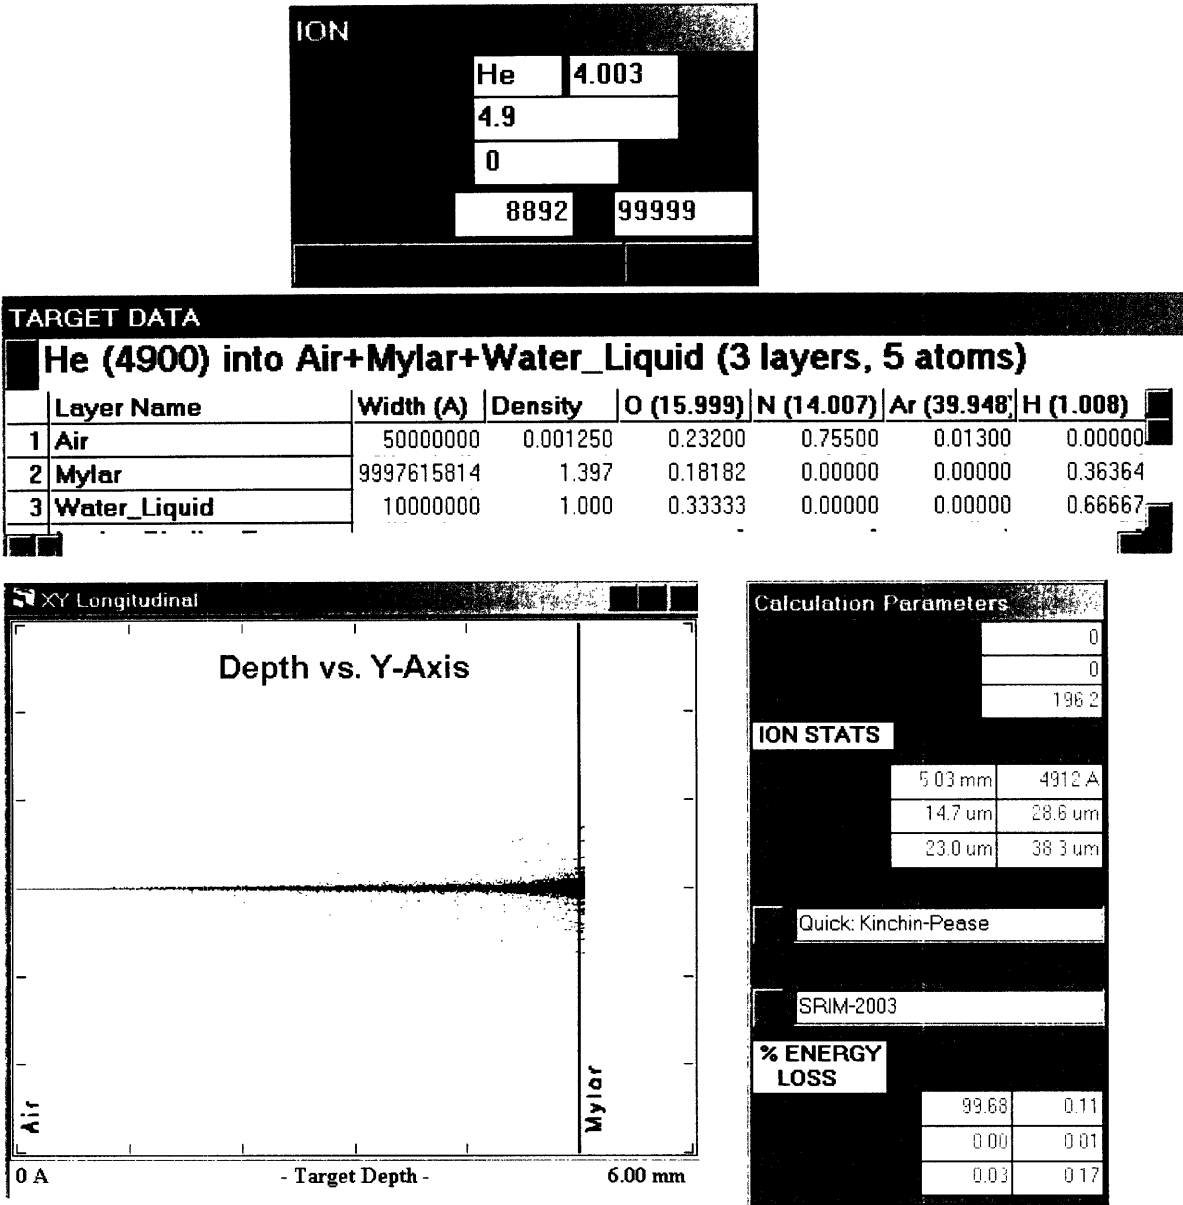 ION
He 4.003
4.9
0
8892 99999
TARGET DATA
He (4900) into Air+Mylar+Water_Liquid (3 layers, 5 atoms)
Layer Name Width (A) Density O (15.999) N (14.007) Ar (39.948) H (1.008)
1 Air 50000000 0.001250 0.23200 0.75500 0.01300 0.00000
2 Mylar 9997615814 1.397 0.18182 0.00000 0.00000 0.36364
3 Water_Liquid 10000000 1.000 0.33333 0.00000 0.00000 0.66667
XY Longitudinal
Depth vs. Y-Axis
Air
Mylar
0 A - Target Depth - 6.00 mm
Calculation Parameters
0
0
196.2
ION STATS
5.03 mm 4912 A
14.7 um 28.6 um
23.0 um 38.3 um
Quick: Kinchin-Pease
SRIM-2003
% ENERGY
LOSS
99.68 0.11
0.00 0.01
0.03 0.17